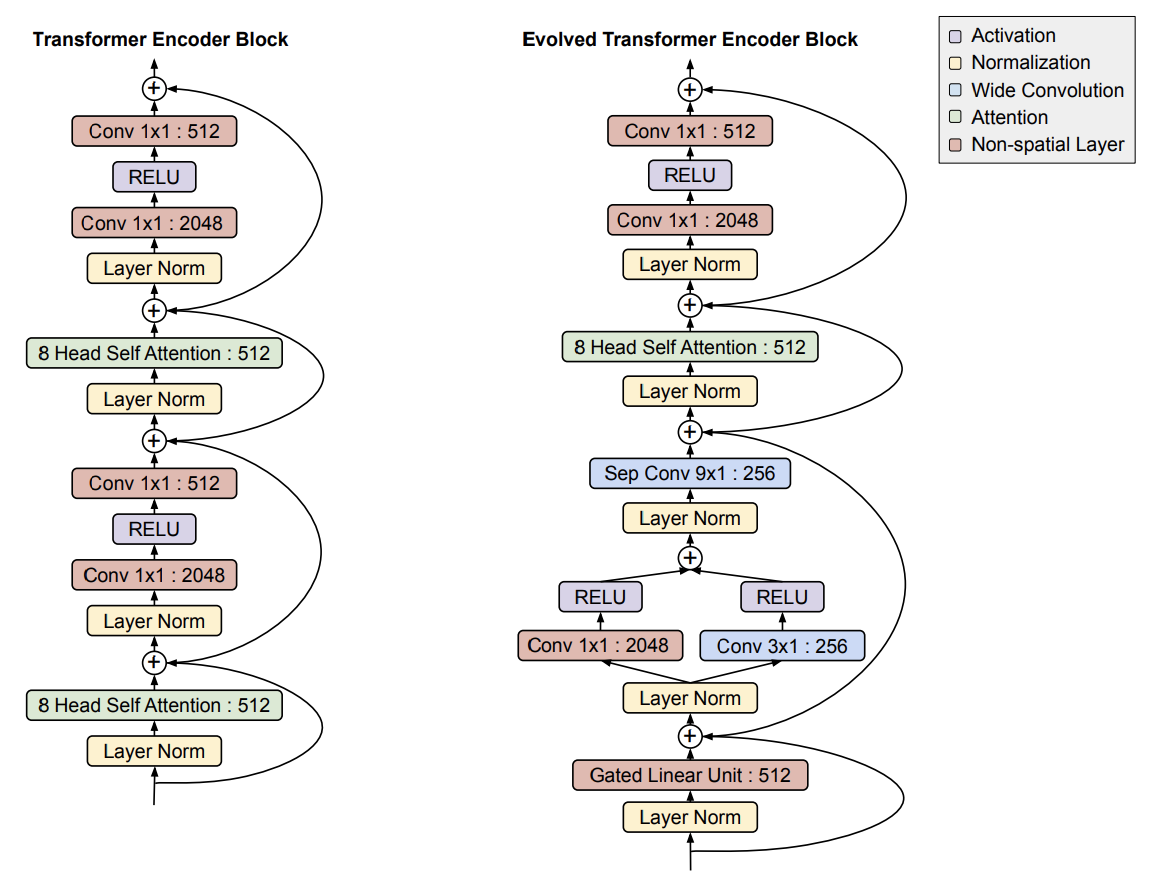 Transformer Encoder Block
+
Conv 1x1 : 512
RELU
Conv 1x1 : 2048
Layer Norm
+
8 Head Self Attention : 512
Layer Norm
+
Conv 1x1 : 512
RELU
Conv 1x1 : 2048
Layer Norm
+
8 Head Self Attention : 512
Layer Norm
Evolved Transformer Encoder Block
+
Conv 1x1 : 512
RELU
Conv 1x1 : 2048
Layer Norm
+
8 Head Self Attention : 512
Layer Norm
+
Sep Conv 9x1 : 256
Layer Norm
+
RELU
RELU
Conv 1x1 : 2048
Conv 3x1 : 256
Layer Norm
+
Gated Linear Unit : 512
Layer Norm
Activation
Normalization
Wide Convolution
Attention
Non-spatial Layer